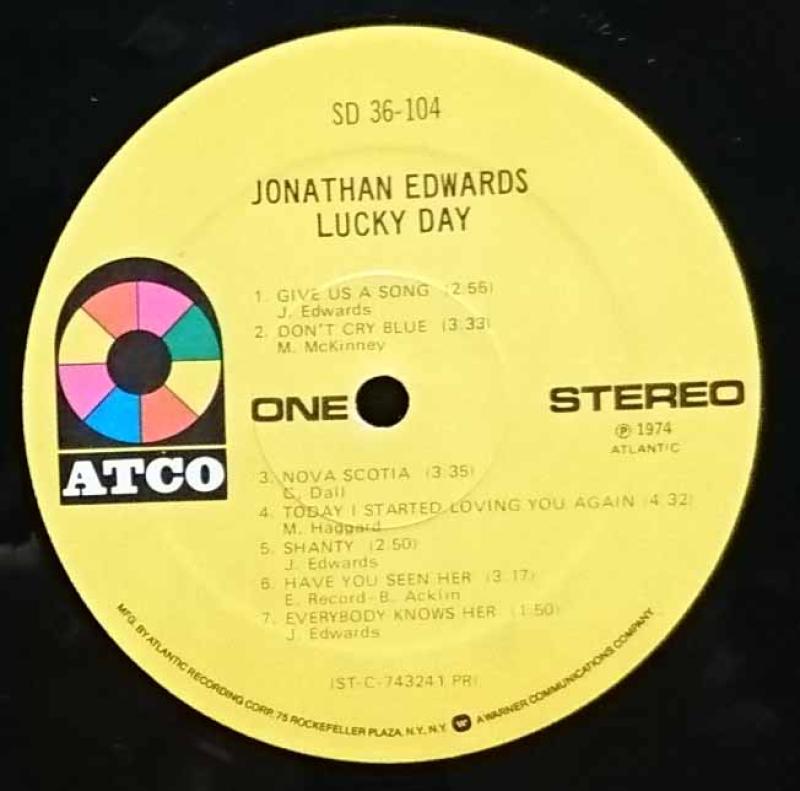 SD 36-104
JONATHAN EDWARDS
LUCKY DAY
1. GIVE US A SONG (2:55)
J. Edwards
2. DON'T CRY BLUE (3:33)
M. McKinney
ONE
STEREO
Ⓟ 1974
ATLANTIC
ATCO
3. NOVA SCOTIA (3:35)
C. Dall
4. TODAY I STARTED LOVING YOU AGAIN (4:32)
M. Haggard
5. SHANTY (2:50)
J. Edwards
6. HAVE YOU SEEN HER (3:17)
E. Record-B. Acklin
7. EVERYBODY KNOWS HER (1:50)
J. Edwards
(ST-C-743241 PR)
MFG. BY ATLANTIC RECORDING CORP. 75 ROCKEFELLER PLAZA, N.Y., N.Y. A WARNER COMMUNICATIONS COMPANY